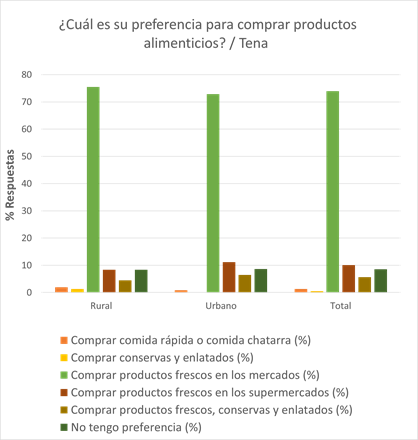 ¿Cuál es su preferencia para comprar productos
alimenticios? / Tena
80
70
60
50
40
30
20
10
0
% Respuestas
Rural
Urbano
Total
Comprar comida rápida o comida chatarra (%)
Comprar conservas y enlatados (%)
Comprar productos frescos en los mercados (%)
Comprar productos frescos en los supermercados (%)
Comprar productos frescos, conservas y enlatados (%)
No tengo preferencia (%)